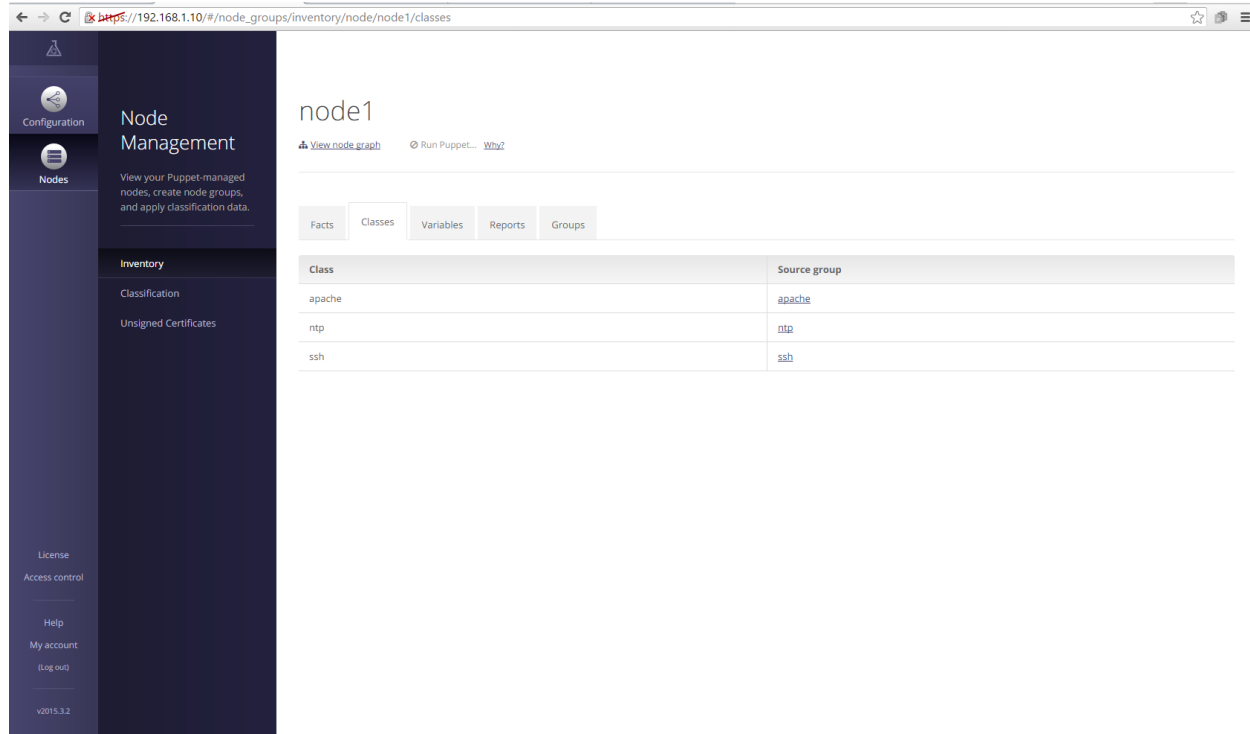 https://192.168.1.10/#/node_groups/inventory/node/node1/classes
Configuration
Nodes
License
Access control
Help
My account
(Log out)
v2015.3.2
Node
Management
View your Puppet-managed
nodes, create node groups,
and apply classification data.
Inventory
Classification
Unsigned Certificates
node1
View node graph Run Puppet... Why?
Facts Classes Variables Reports Groups
Class Source group
apache apache
ntp ntp
ssh ssh